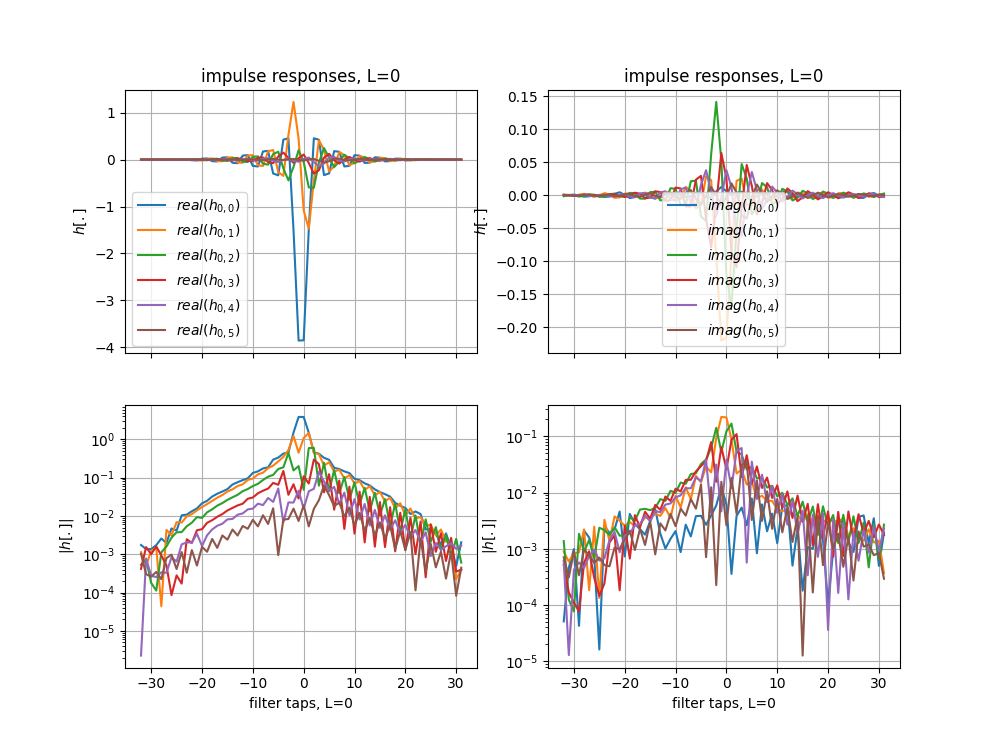 impulse responses, L=0
1
0
−1
−2
−3
−4
h[.]
real(h0,0)
real(h0,1)
real(h0,2)
real(h0,3)
real(h0,4)
real(h0,5)
impulse responses, L=0
0.15
0.10
0.05
0.00
−0.05
−0.10
−0.15
−0.20
h[.]
imag(h0,0)
imag(h0,1)
imag(h0,2)
imag(h0,3)
imag(h0,4)
imag(h0,5)
10^0
10^−1
10^−2
10^−3
10^−4
10^−5
|h[.]|
−30 −20 −10 0 10 20 30
filter taps, L=0
10^−1
10^−2
10^−3
10^−4
10^−5
|h[.]|
−30 −20 −10 0 10 20 30
filter taps, L=0